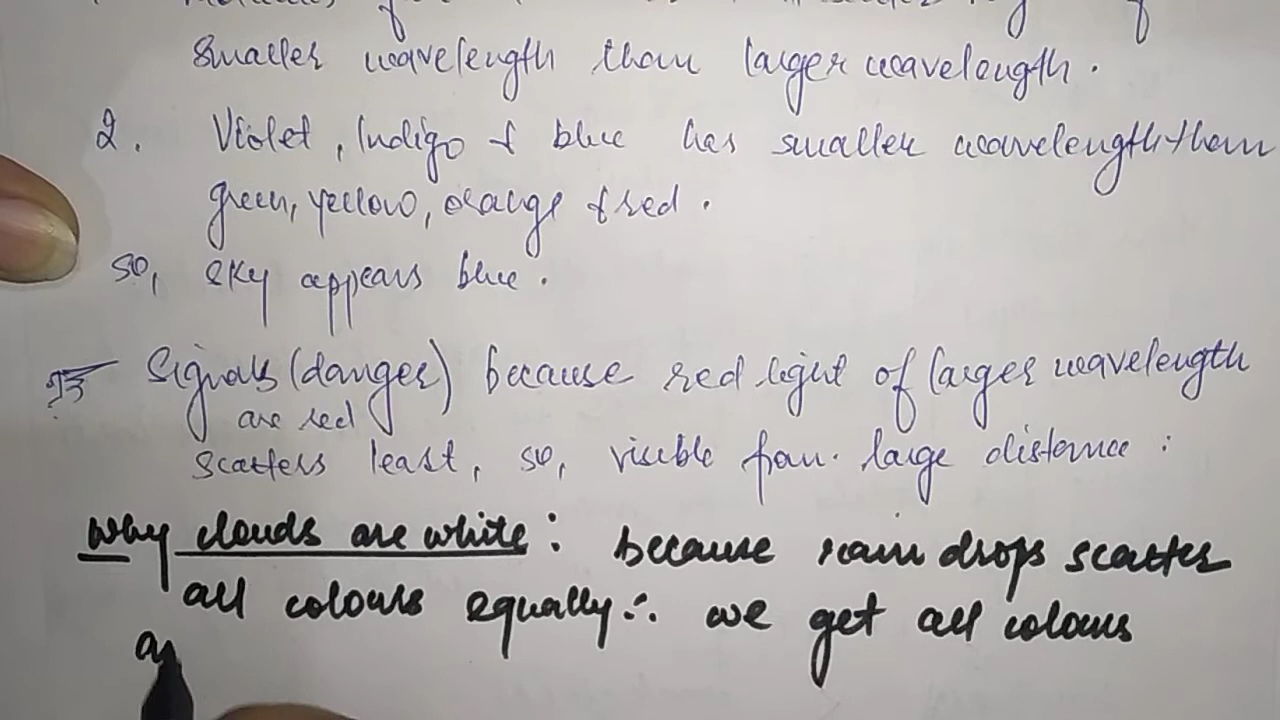 smaller wavelength than larger wavelength.
2. Violet, Indigo & blue has smaller wavelength than
green, yellow, orange & red.
so, sky appears blue.
Signals (danger) because red light of larger wavelength
are red
scatters least, so, visible from large distance:
Why clouds are white: because rain drops scatter
all colours equally ∴ we get all colours